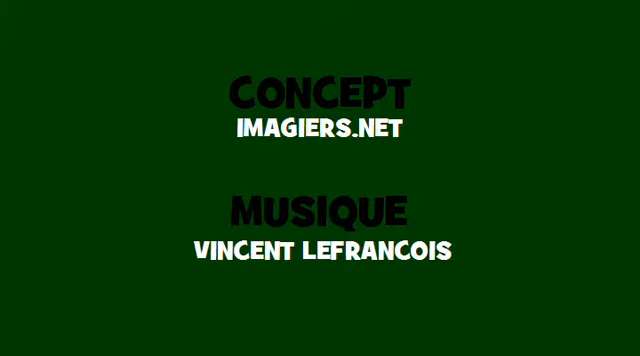 CONCEPT
IMAGIERS.NET
MUSIQUE
VINCENT LEFRANCOIS